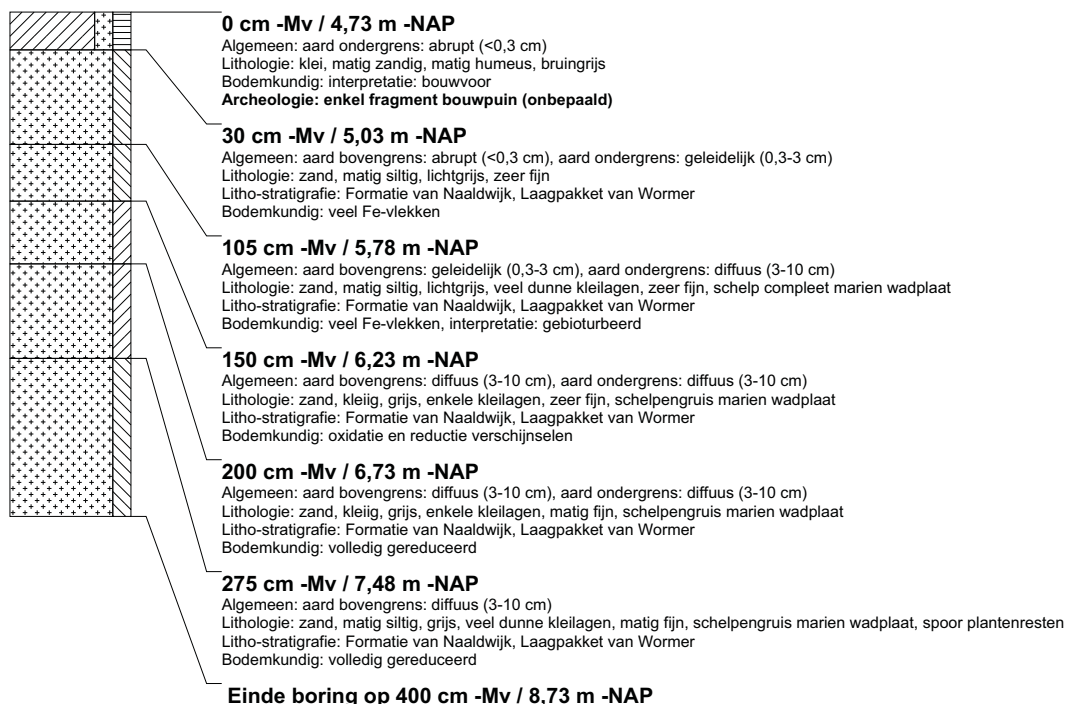 0 cm -Mv / 4,73 m -NAP
Algemeen: aard ondergrens: abrupt (<0,3 cm)
Lithologie: klei, matig zandig, matig humeus, bruingrijs
Bodemkundig: interpretatie: bouwvoor
Archeologie: enkel fragment bouwpuin (onbepaald)
30 cm -Mv / 5,03 m -NAP
Algemeen: aard bovengrens: abrupt (<0,3 cm), aard ondergrens: geleidelijk (0,3-3 cm)
Lithologie: zand, matig siltig, lichtgrijs, zeer fijn
Litho-stratigrafie: Formatie van Naaldwijk, Laagpakket van Wormer
Bodemkundig: veel Fe-vlekken
105 cm -Mv / 5,78 m -NAP
Algemeen: aard bovengrens: geleidelijk (0,3-3 cm), aard ondergrens: diffuus (3-10 cm)
Lithologie: zand, matig siltig, lichtgrijs, veel dunne kleilagen, zeer fijn, schelp compleet marien wadplaat
Litho-stratigrafie: Formatie van Naaldwijk, Laagpakket van Wormer
Bodemkundig: veel Fe-vlekken, interpretatie: gebioturbeerd
150 cm -Mv / 6,23 m -NAP
Algemeen: aard bovengrens: diffuus (3-10 cm), aard ondergrens: diffuus (3-10 cm)
Lithologie: zand, kleiig, grijs, enkele kleilagen, zeer fijn, schelpengruis marien wadplaat
Litho-stratigrafie: Formatie van Naaldwijk, Laagpakket van Wormer
Bodemkundig: oxidatie en reductie verschijnselen
200 cm -Mv / 6,73 m -NAP
Algemeen: aard bovengrens: diffuus (3-10 cm), aard ondergrens: diffuus (3-10 cm)
Lithologie: zand, kleiig, grijs, enkele kleilagen, matig fijn, schelpengruis marien wadplaat
Litho-stratigrafie: Formatie van Naaldwijk, Laagpakket van Wormer
Bodemkundig: volledig gereduceerd
275 cm -Mv / 7,48 m -NAP
Algemeen: aard bovengrens: diffuus (3-10 cm)
Lithologie: zand, matig siltig, grijs, veel dunne kleilagen, matig fijn, schelpengruis marien wadplaat, spoor plantenresten
Litho-stratigrafie: Formatie van Naaldwijk, Laagpakket van Wormer
Bodemkundig: volledig gereduceerd
Einde boring op 400 cm -Mv / 8,73 m -NAP